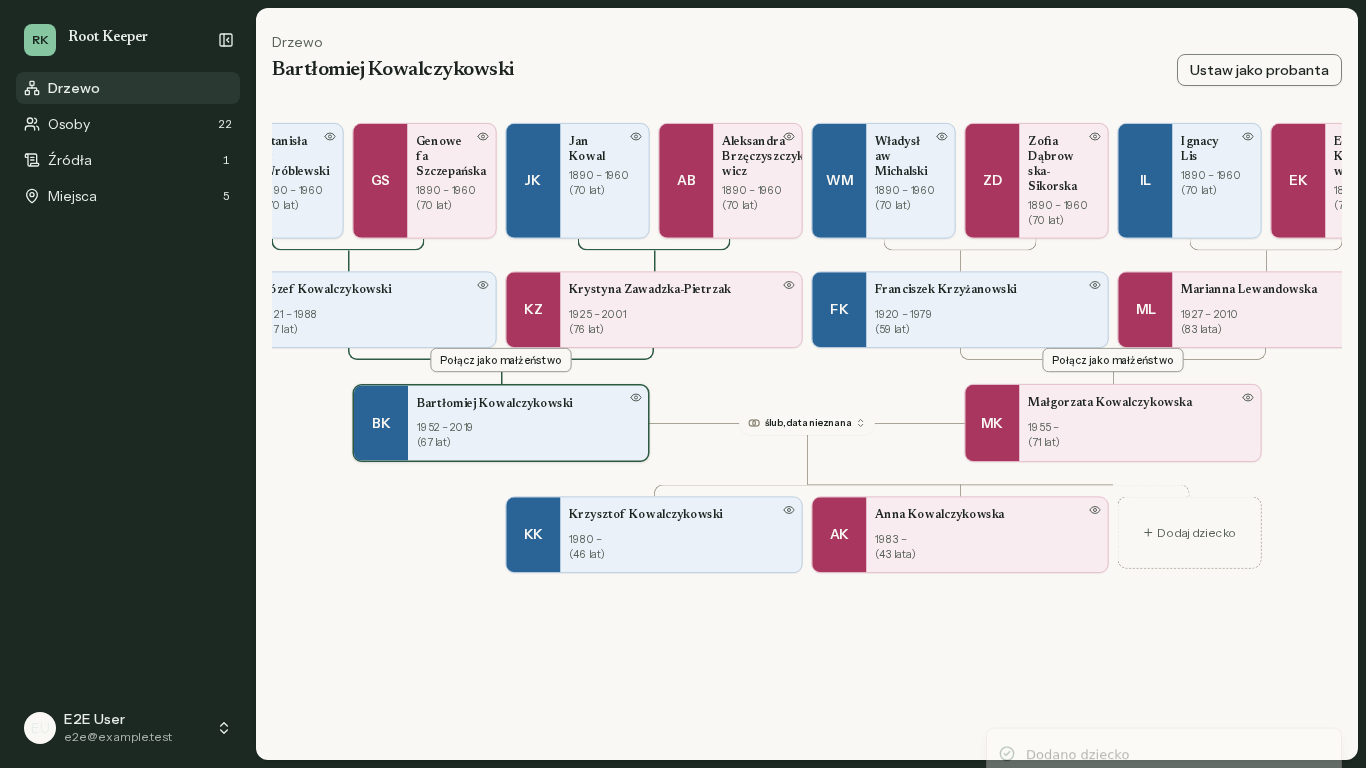 RK
Root Keeper
Drzewo
Osoby
22
Źródła
1
Miejsca
5
E2E User
e2e@example.test
Drzewo
Bartłomiej Kowalczykowski
Ustaw jako probanta
GS
Genowe
fa
Szczepańska
1890 – 1960
(70 lat)
JK
Jan
Kowal
1890 – 1960
(70 lat)
AB
Aleksandra
Brzęczyszczyk
wicz
1890 – 1960
(70 lat)
WM
Władysł
aw
Michalski
1890 – 1960
(70 lat)
ZD
Zofia
Dąbrow
ska-
Sikorska
1890 – 1960
(70 lat)
IL
Ignacy
Lis
1890 – 1960
(70 lat)
EK
Kowalczykowski
– 1988
KZ
Krystyna Zawadzka-Pietrzak
1925 – 2001
(76 lat)
FK
Franciszek Krzyżanowski
1920 – 1979
(59 lat)
ML
Marianna Lewandowska
1927 – 2010
(83 lata)
Połącz jako małżeństwo
Połącz jako małżeństwo
BK
Bartłomiej Kowalczykowski
1952 – 2019
(67 lat)
ślub, data nieznana
MK
Małgorzata Kowalczykowska
1955 –
(71 lat)
KK
Krzysztof Kowalczykowski
1980 –
(46 lat)
AK
Anna Kowalczykowska
1983 –
(43 lata)
+ Dodaj dziecko
Dodano dziecko